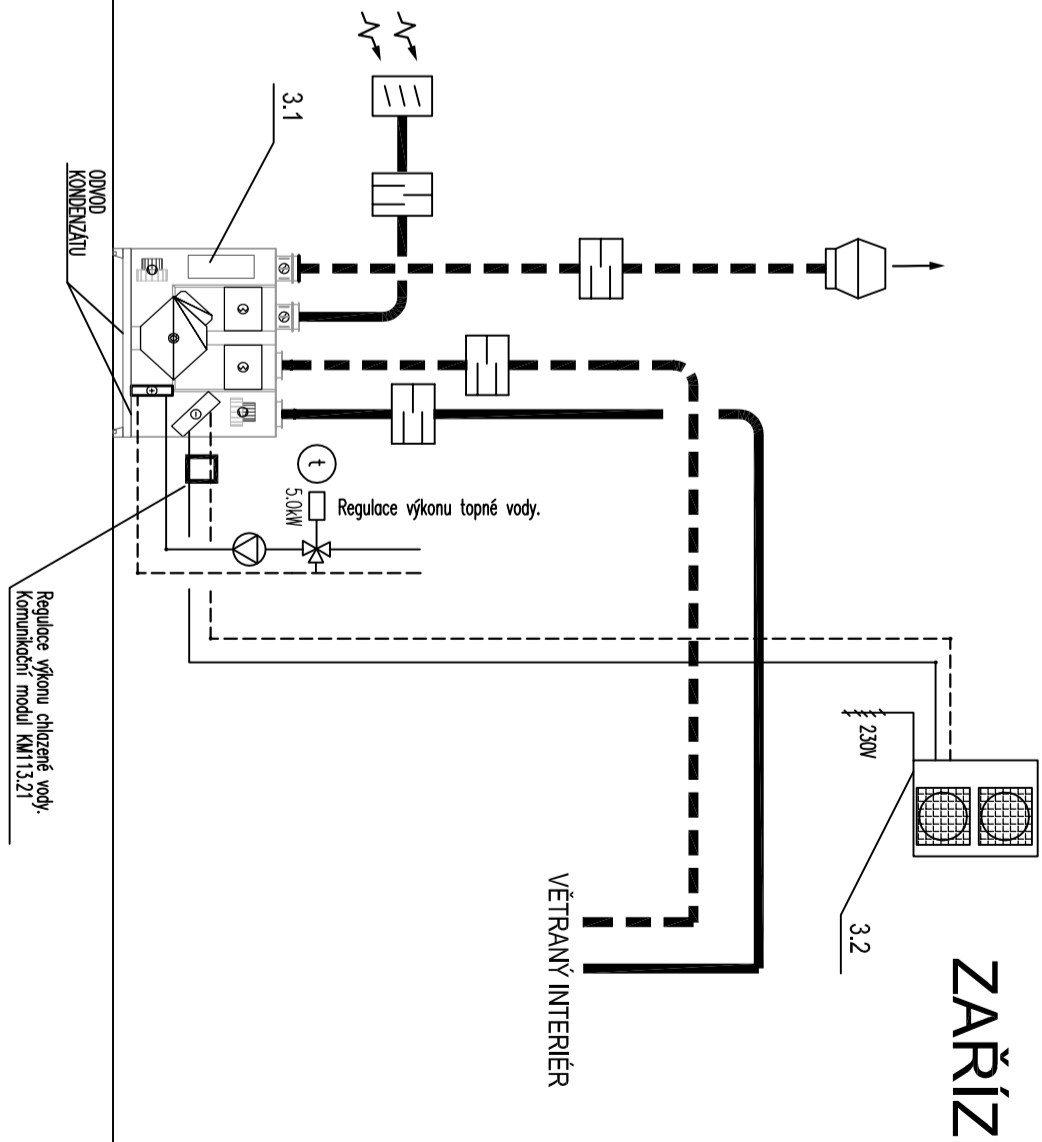 ZAŘÍZ
3.2
230V
VĚTRANÝ INTERIÉR
3.1
t
5.0kW
Regulace výkonu topné vody.
ODVOD
KONDENZÁTU
Regulace výkonu chlazené vody.
Komunikační modul KM113.21